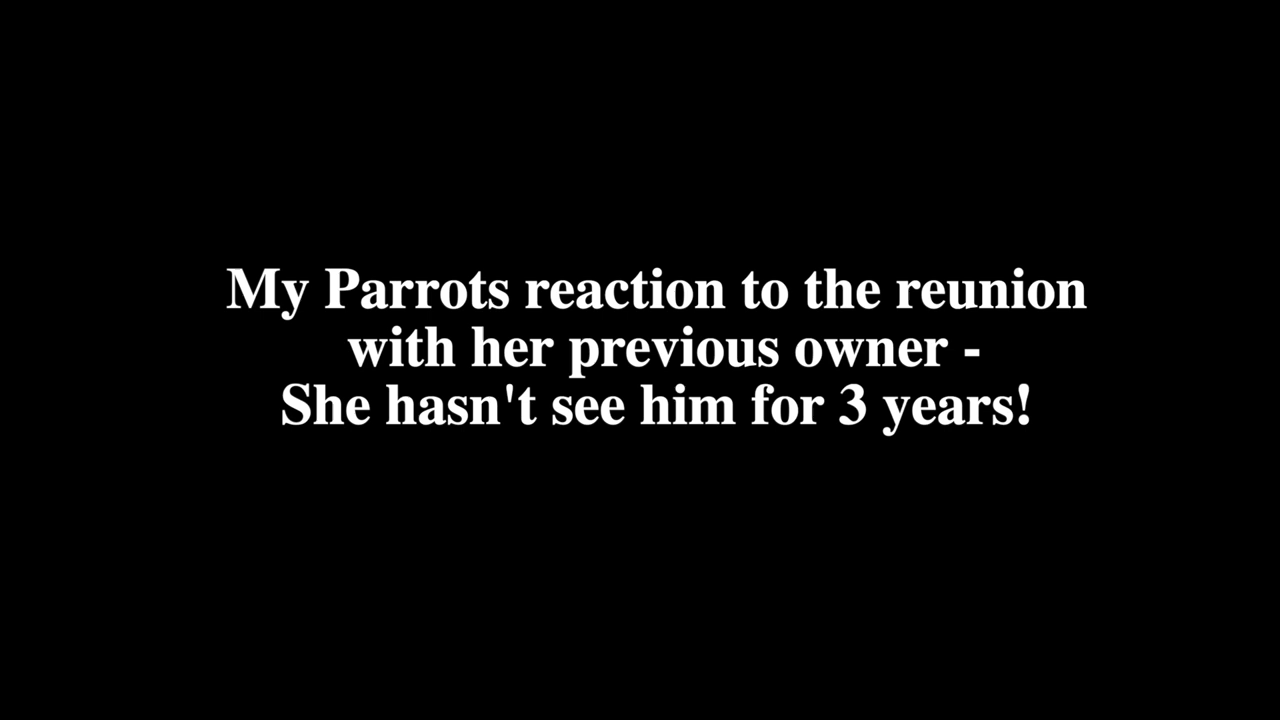 My Parrots reaction to the reunion
with her previous owner -
She hasn't see him for 3 years!